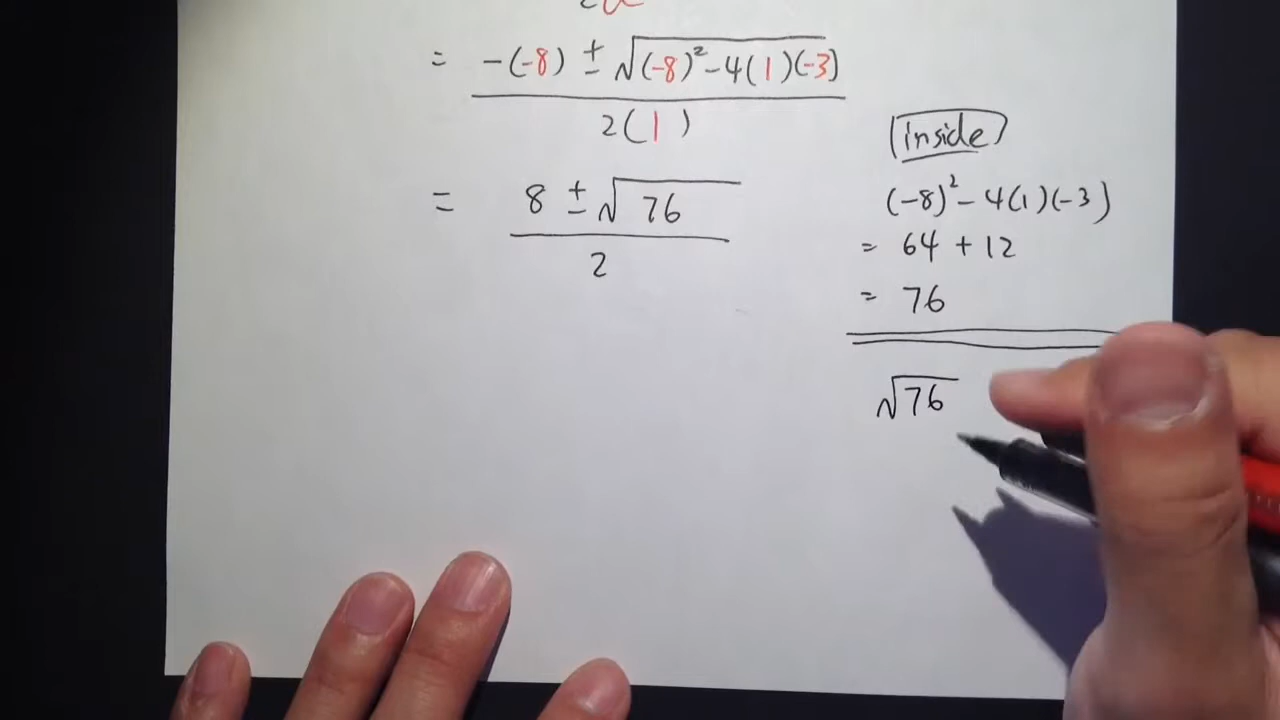 2a
= -(-8) ± √(-8)² - 4(1)(-3)
2(1)
= 8 ± √76
2
inside
(-8)² - 4(1)(-3)
= 64 + 12
= 76
√76